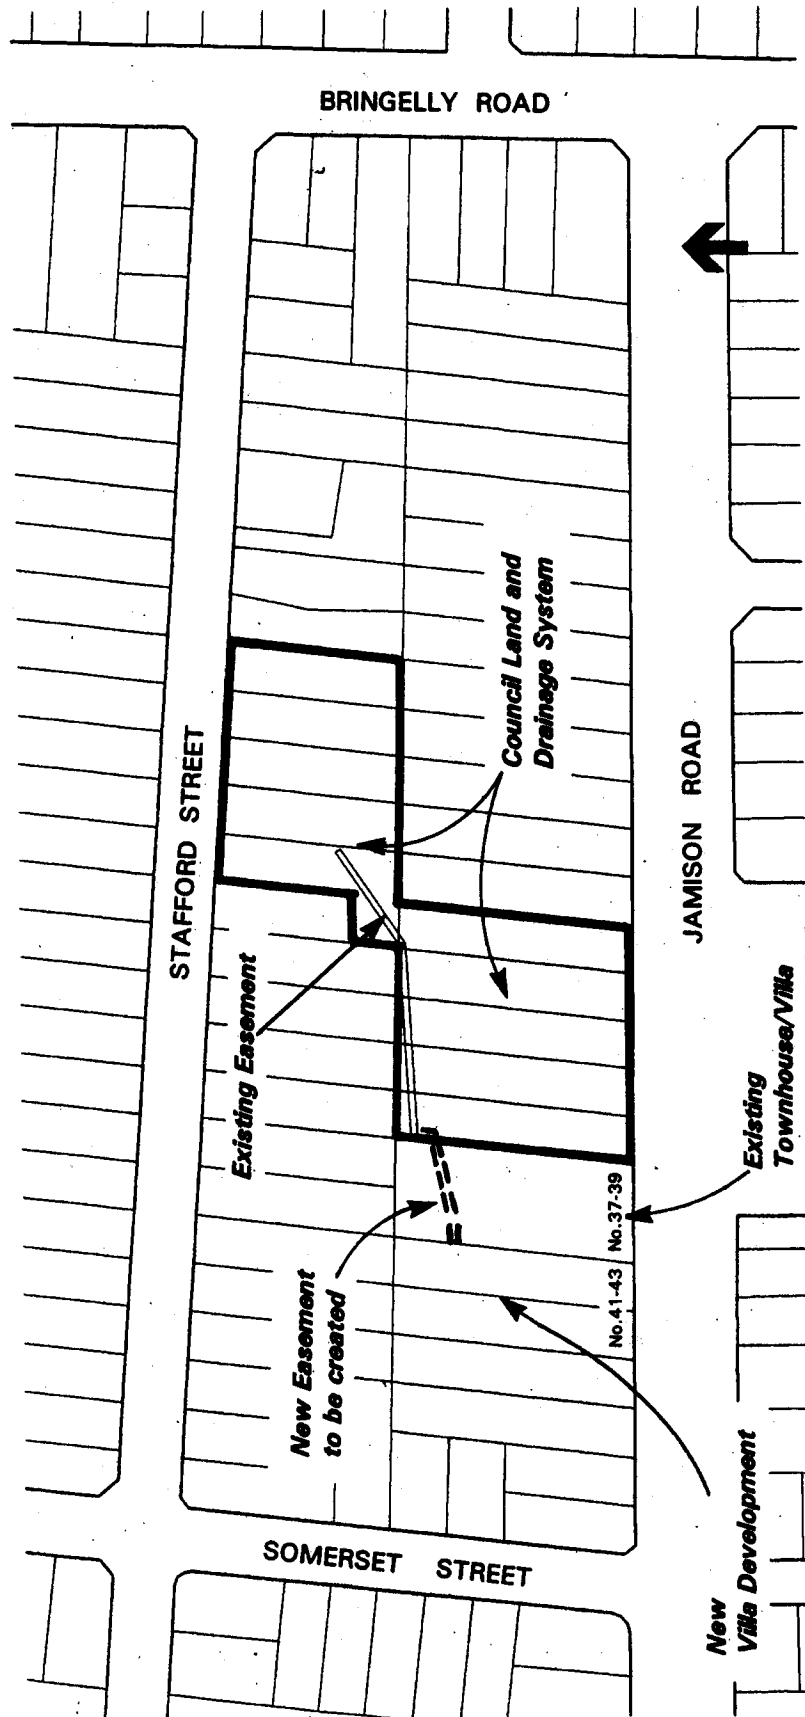 BRINGELLY ROAD
STAFFORD STREET
JAMISON ROAD
Council Land and
Drainage System
Existing Easement
New Easement
to be created
No.41-43
No.37-39
Existing
Townhouse/Villa
New
Villa Development
SOMERSET STREET